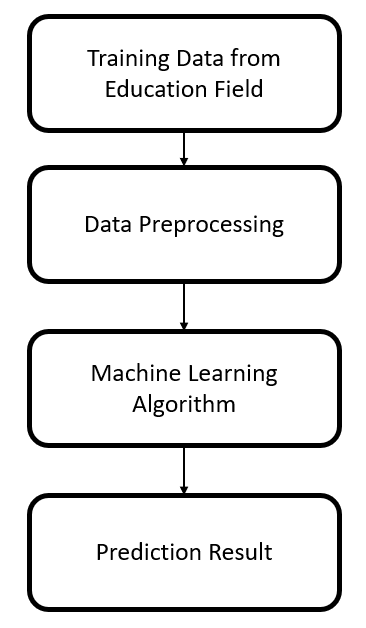 Training Data from
Education Field
Data Preprocessing
Machine Learning
Algorithm
Prediction Result